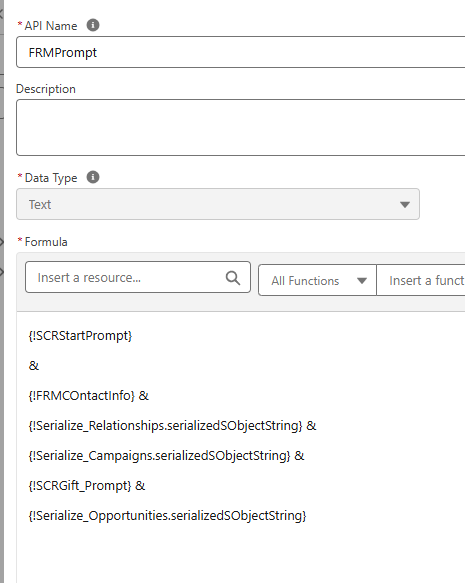 * API Name
FRMPrompt
Description
* Data Type
Text
* Formula
Insert a resource...
All Functions
Insert a funct
{!SCRStartPrompt}
&
{!FRMCOntactInfo} &
{!Serialize_Relationships.serializedSObjectString} &
{!Serialize_Campaigns.serializedSObjectString} &
{!SCRGift_Prompt} &
{!Serialize_Opportunities.serializedSObjectString}